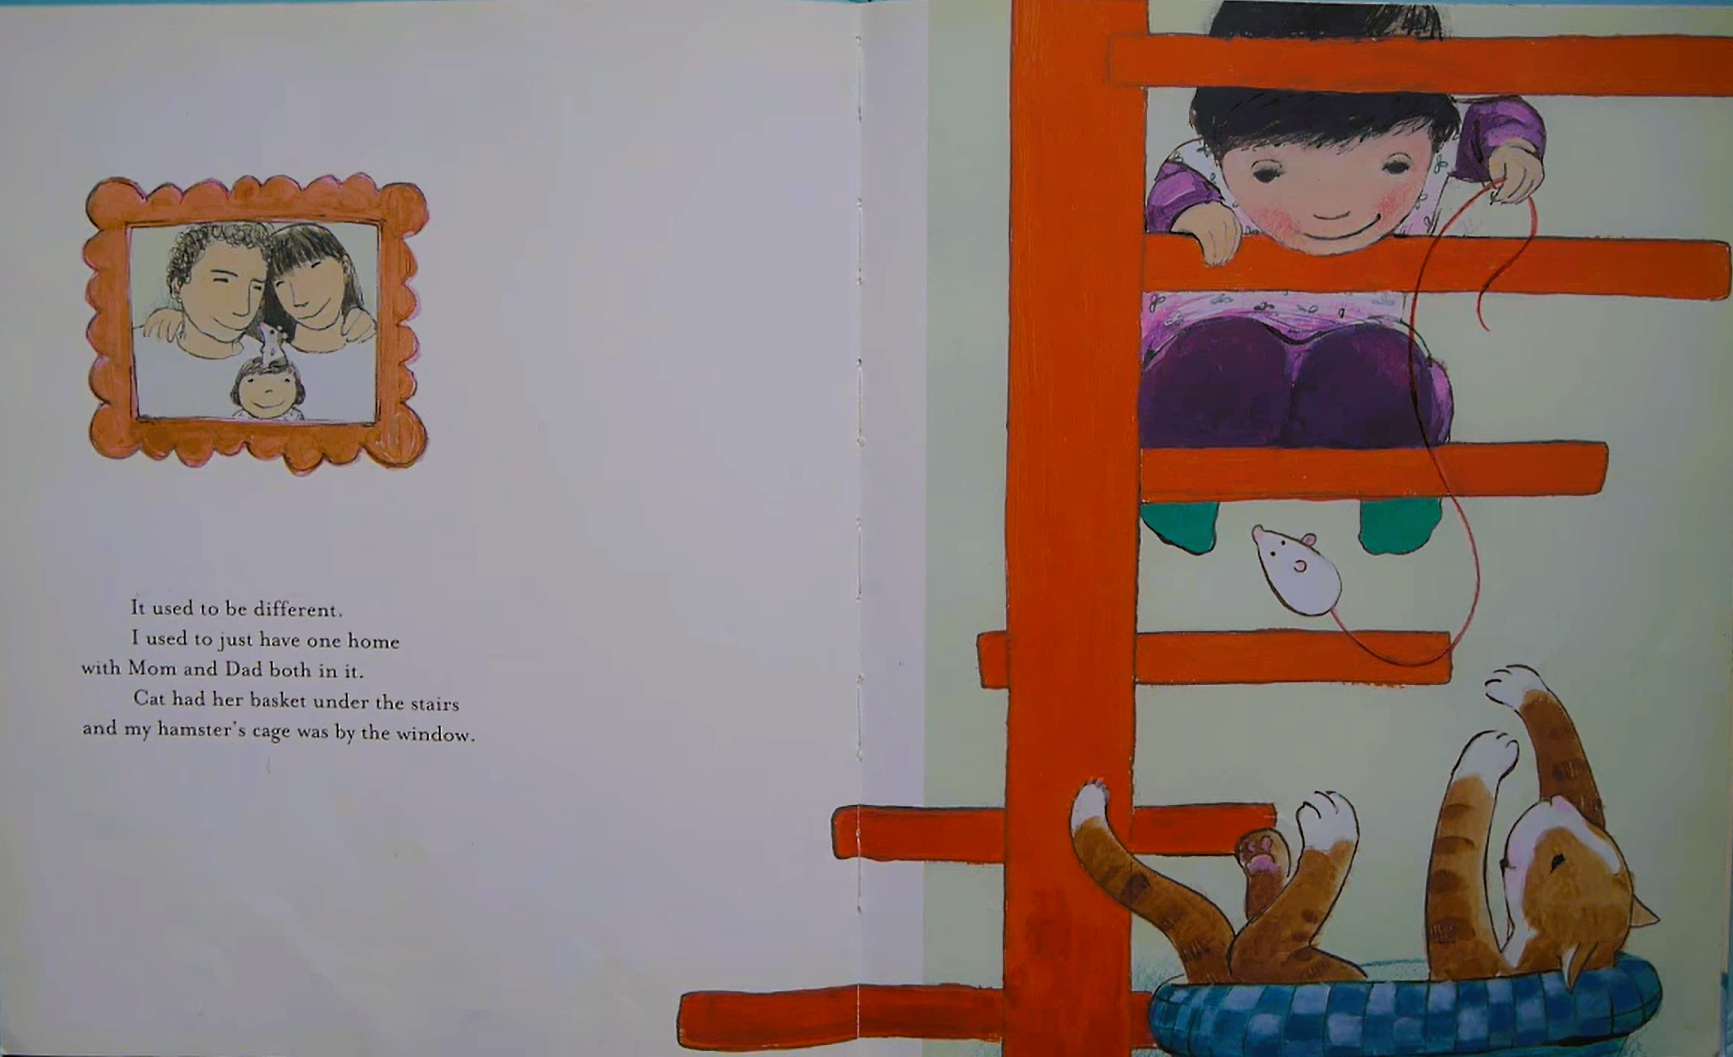 It used to be different.
I used to just have one home
with Mom and Dad both in it.
Cat had her basket under the stairs
and my hamster's cage was by the window.